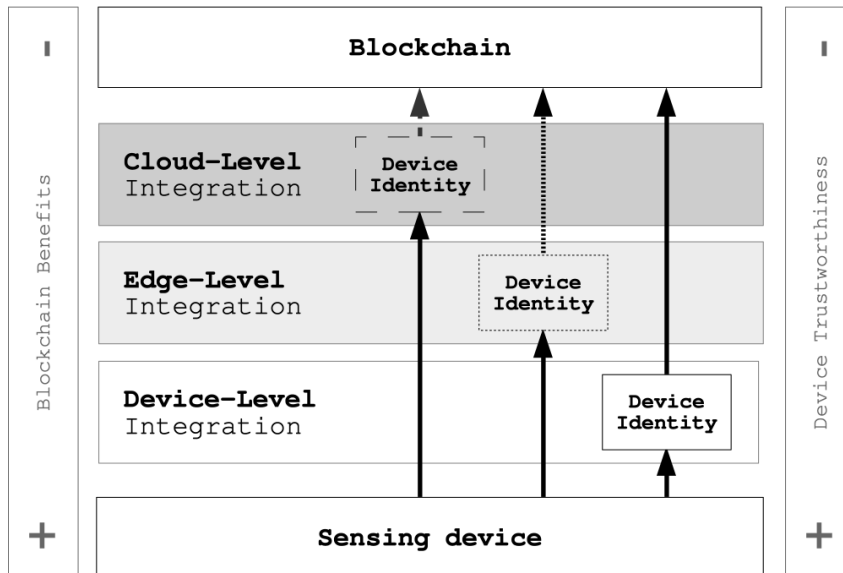 -
Blockchain
-
Cloud-Level
Integration
Device
Identity
Edge-Level
Integration
Device
Identity
Device-Level
Integration
Device
Identity
Blockchain Benefits
Device Trustworthiness
+
Sensing device
+